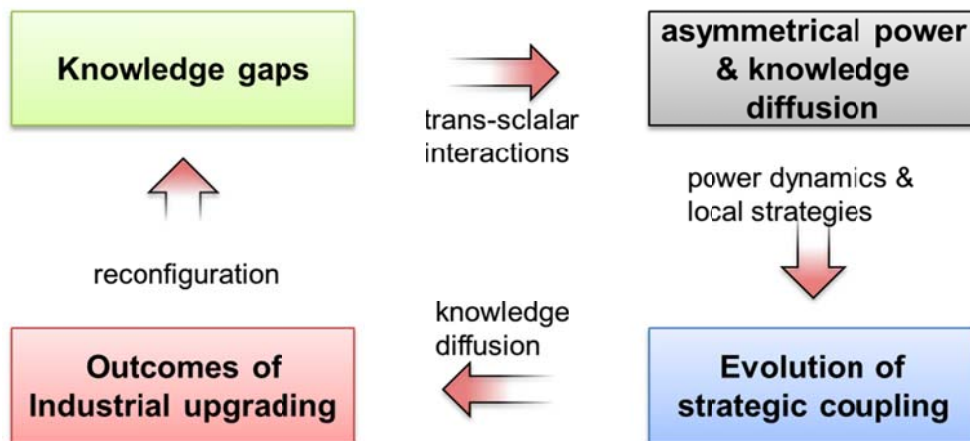 Knowledge gaps
trans-sclalar
interactions
asymmetrical power
& knowledge
diffusion
power dynamics &
local strategies
Evolution of
strategic coupling
knowledge
diffusion
Outcomes of
Industrial upgrading
reconfiguration